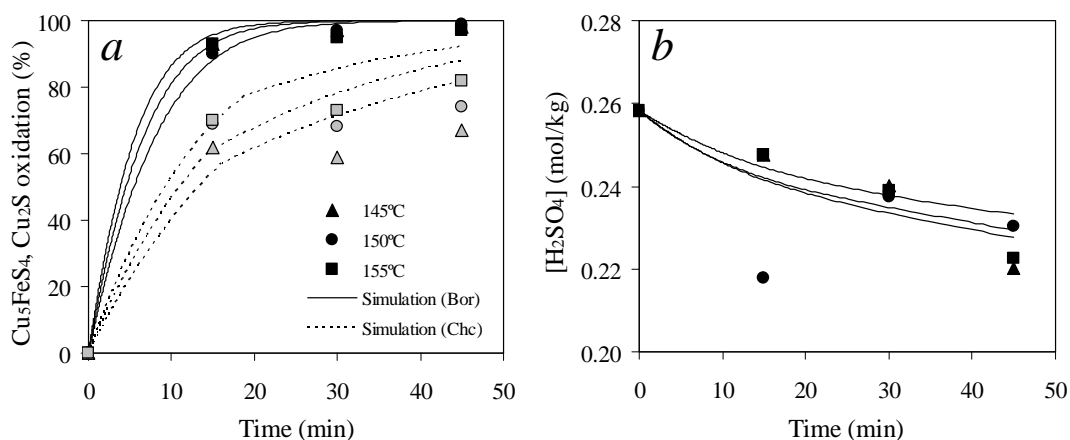 a
Cu₅FeS₄, Cu₂S oxidation (%)
100
80
60
40
20
0
145ºC
150ºC
155ºC
Simulation (Bor)
Simulation (Chc)
0 10 20 30 40 50
Time (min)
b
[H₂SO₄] (mol/kg)
0.28
0.26
0.24
0.22
0.20
0 10 20 30 40 50
Time (min)